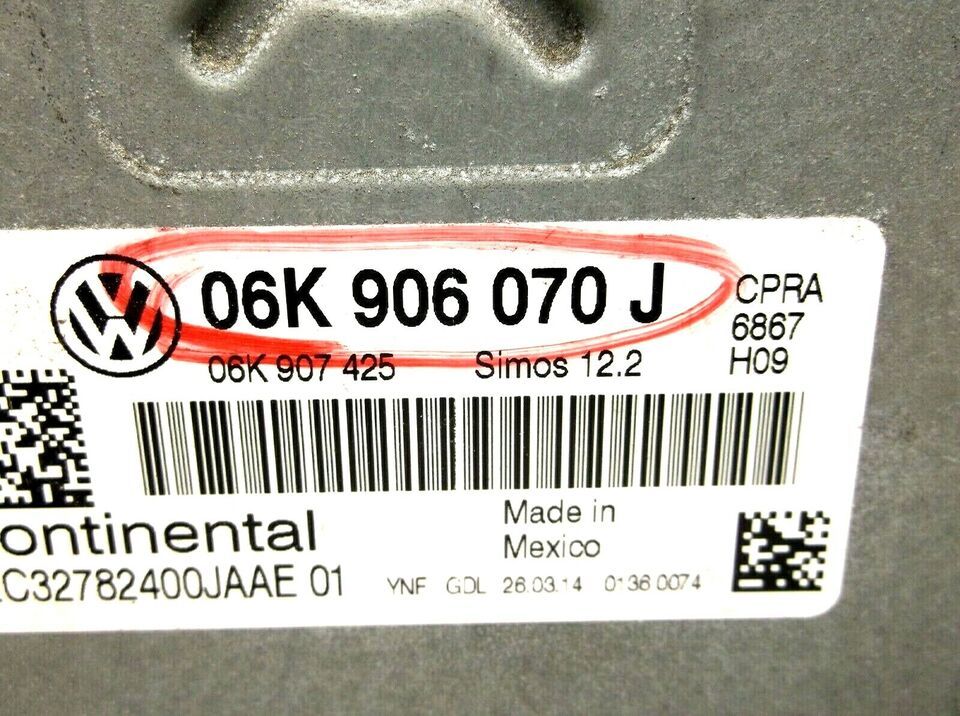 06K 906 070 J
CPRA
6867
H09
06K 907 425 Simos 12.2
ontinental
Made in
Mexico
C32782400JAAE 01
YNF GDL 26.03.14 0136 0074